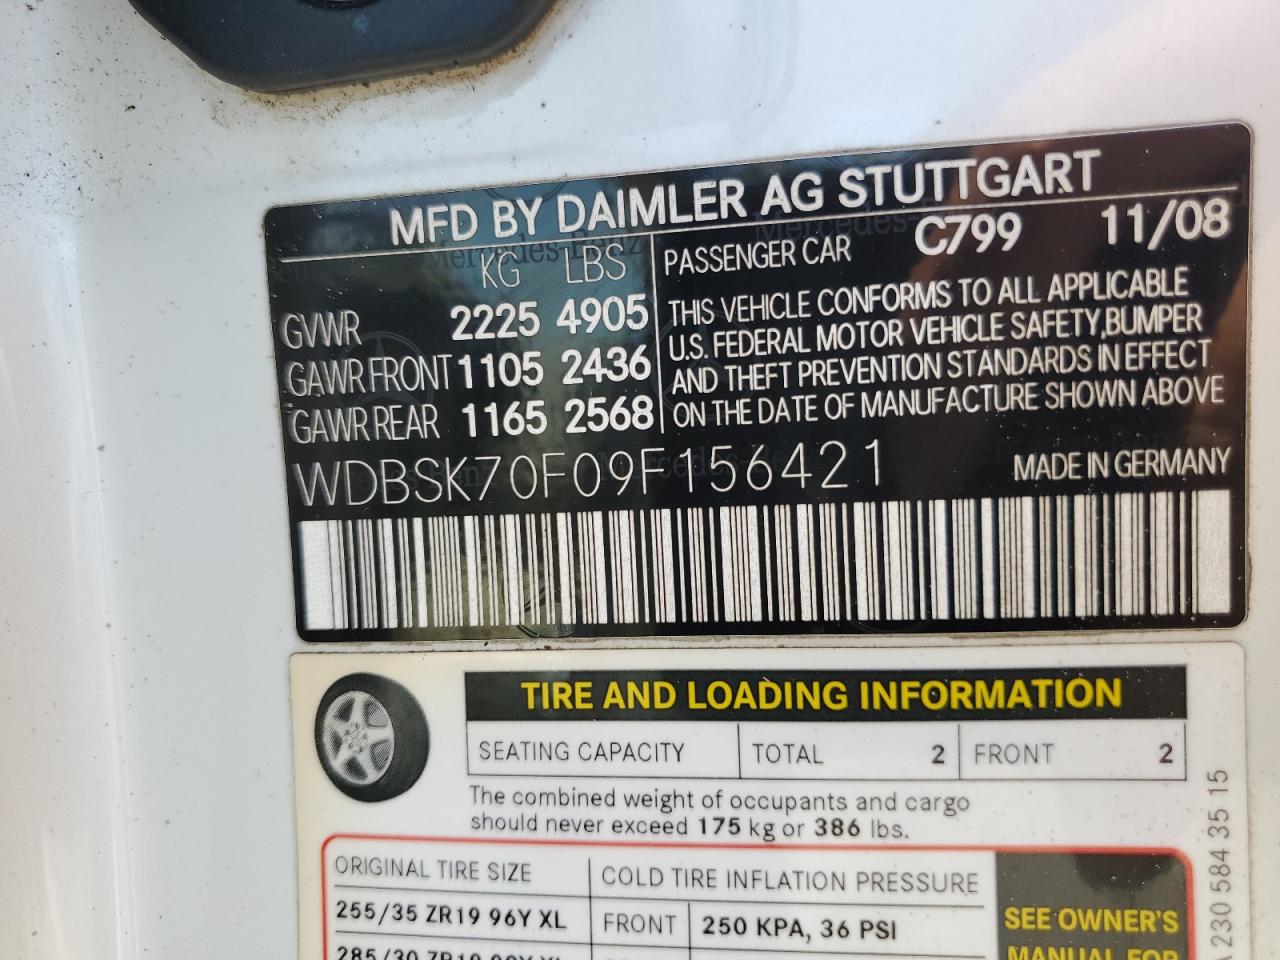 MFD BY DAIMLER AG STUTTGART
KG LBS
GVWR 2225 4905
GAWR FRONT 1105 2436
GAWR REAR 1165 2568
PASSENGER CAR C799 11/08
THIS VEHICLE CONFORMS TO ALL APPLICABLE
U.S. FEDERAL MOTOR VEHICLE SAFETY,BUMPER
AND THEFT PREVENTION STANDARDS IN EFFECT
ON THE DATE OF MANUFACTURE SHOWN ABOVE
WDBSK70F09F156421 MADE IN GERMANY
TIRE AND LOADING INFORMATION
SEATING CAPACITY TOTAL 2 FRONT 2
The combined weight of occupants and cargo
should never exceed 175 kg or 386 lbs.
ORIGINAL TIRE SIZE COLD TIRE INFLATION PRESSURE
255/35 ZR19 96Y XL FRONT 250 KPA, 36 PSI
SEE OWNER'S
MANUAL FOR
285/30 ZR19
A 230 584 35 15